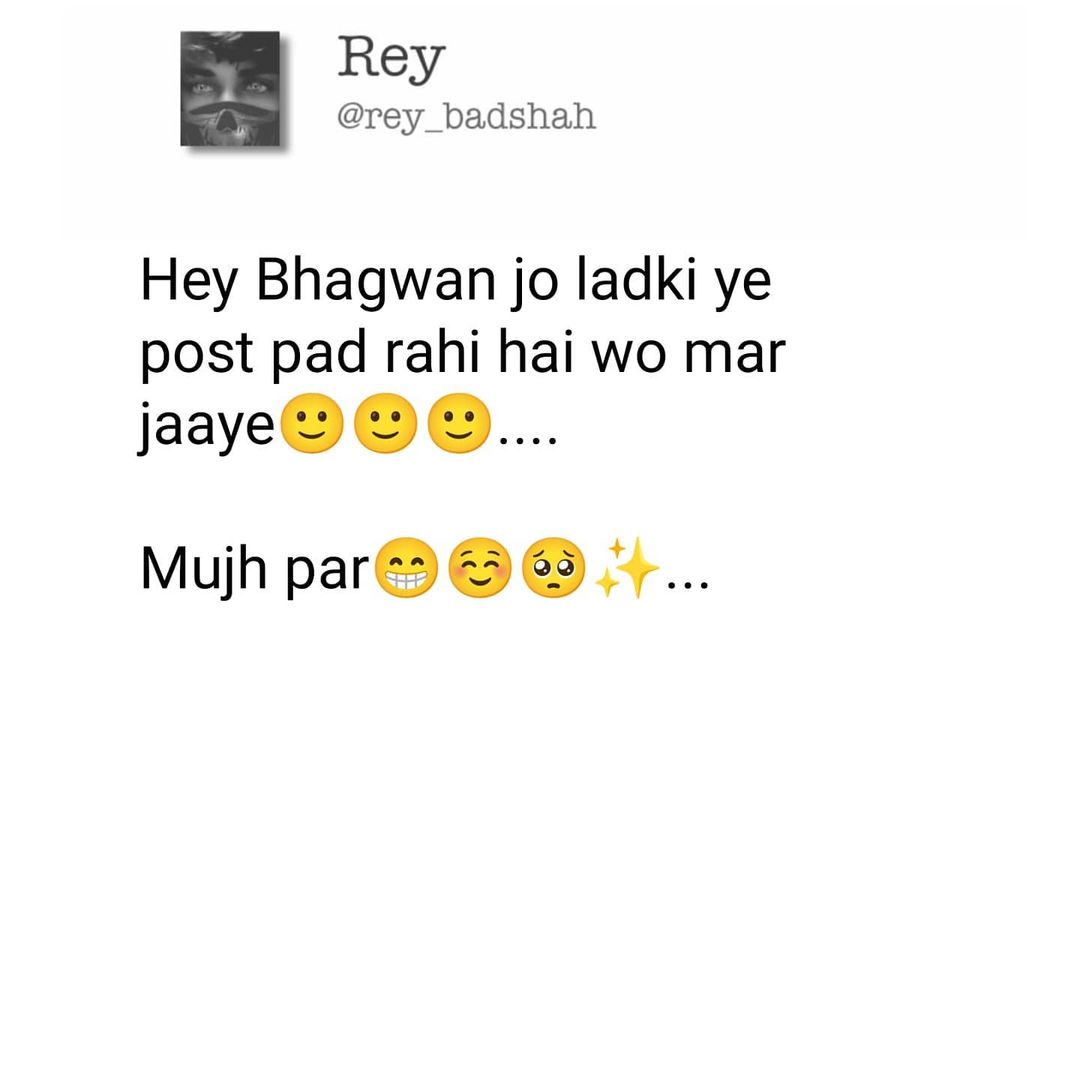 Rey
@rey_badshah
Hey Bhagwan jo ladki ye
post pad rahi hai wo mar
jaaye🙂🙂🙂....
Mujh par😁☺️🥺✨...